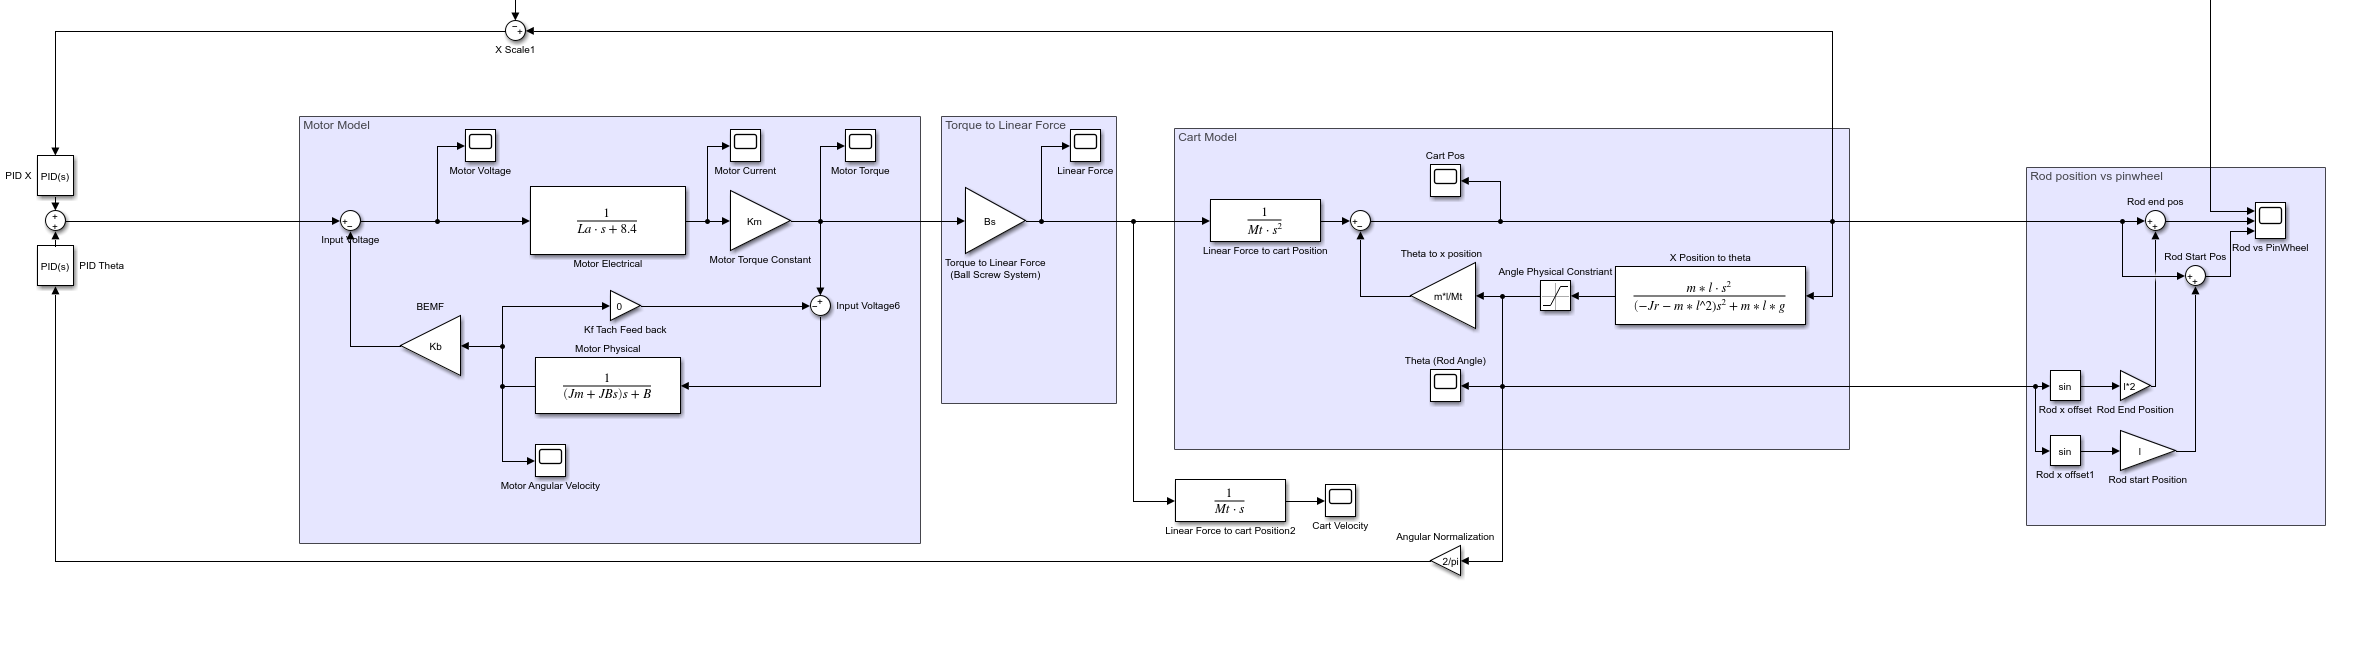 X Scale1
PID X
PID(s)
PID(s)
PID Theta
Motor Model
Motor Voltage
Motor Current
Motor Torque
Input Voltage
1
La · s + 8.4
Motor Electrical
Km
Motor Torque Constant
BEMF
Kb
0
Kf Tach Feed back
Input Voltage6
Motor Physical
1
(Jm + JBs)s + B
Motor Angular Velocity
Torque to Linear Force
Linear Force
Bs
Torque to Linear Force
(Ball Screw System)
Cart Model
Cart Pos
1
Mt · s²
Linear Force to cart Position
Theta to x position
m*l/Mt
Angle Physical Constriant
X Position to theta
m * l · s²
(−Jr − m * l^2)s² + m * l * g
Theta (Rod Angle)
1
Mt · s
Linear Force to cart Position2
Cart Velocity
Angular Normalization
2/pi
Rod position vs pinwheel
Rod end pos
Rod vs PinWheel
Rod Start Pos
sin
Rod x offset
l*2
Rod End Position
sin
Rod x offset1
l
Rod start Position